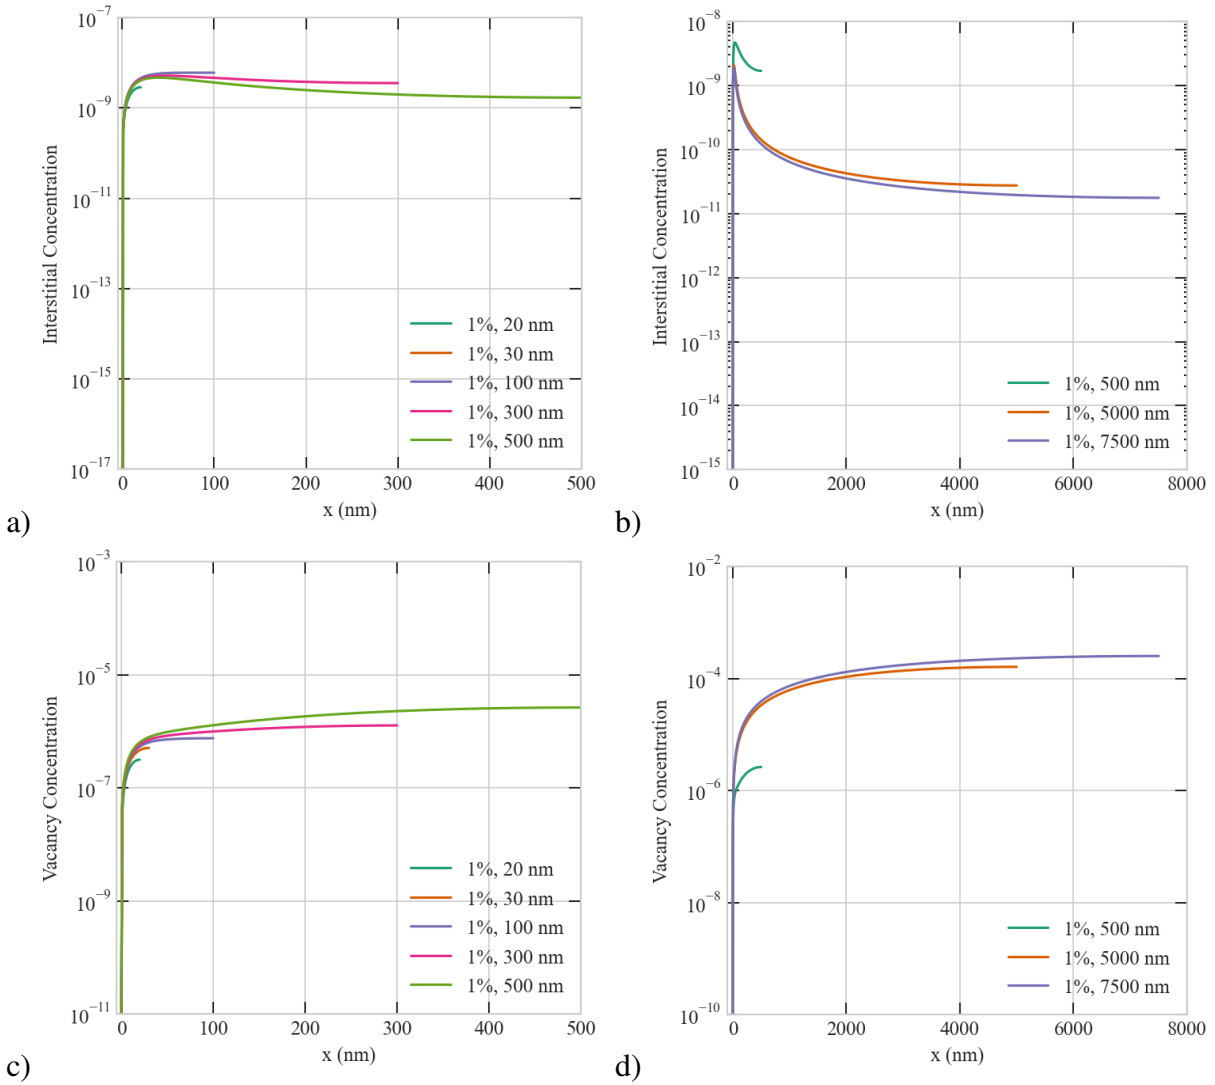 a)
Interstitial Concentration
10⁻⁷
10⁻⁹
10⁻¹¹
10⁻¹³
10⁻¹⁵
10⁻¹⁷
1%, 20 nm
1%, 30 nm
1%, 100 nm
1%, 300 nm
1%, 500 nm
0 100 200 300 400 500
x (nm)
b)
Interstitial Concentration
10⁻⁸
10⁻⁹
10⁻¹⁰
10⁻¹¹
10⁻¹²
10⁻¹³
10⁻¹⁴
10⁻¹⁵
1%, 500 nm
1%, 5000 nm
1%, 7500 nm
0 2000 4000 6000 8000
x (nm)
c)
Vacancy Concentration
10⁻³
10⁻⁵
10⁻⁷
10⁻⁹
10⁻¹¹
1%, 20 nm
1%, 30 nm
1%, 100 nm
1%, 300 nm
1%, 500 nm
0 100 200 300 400 500
x (nm)
d)
Vacancy Concentration
10⁻²
10⁻⁴
10⁻⁶
10⁻⁸
10⁻¹⁰
1%, 500 nm
1%, 5000 nm
1%, 7500 nm
0 2000 4000 6000 8000
x (nm)